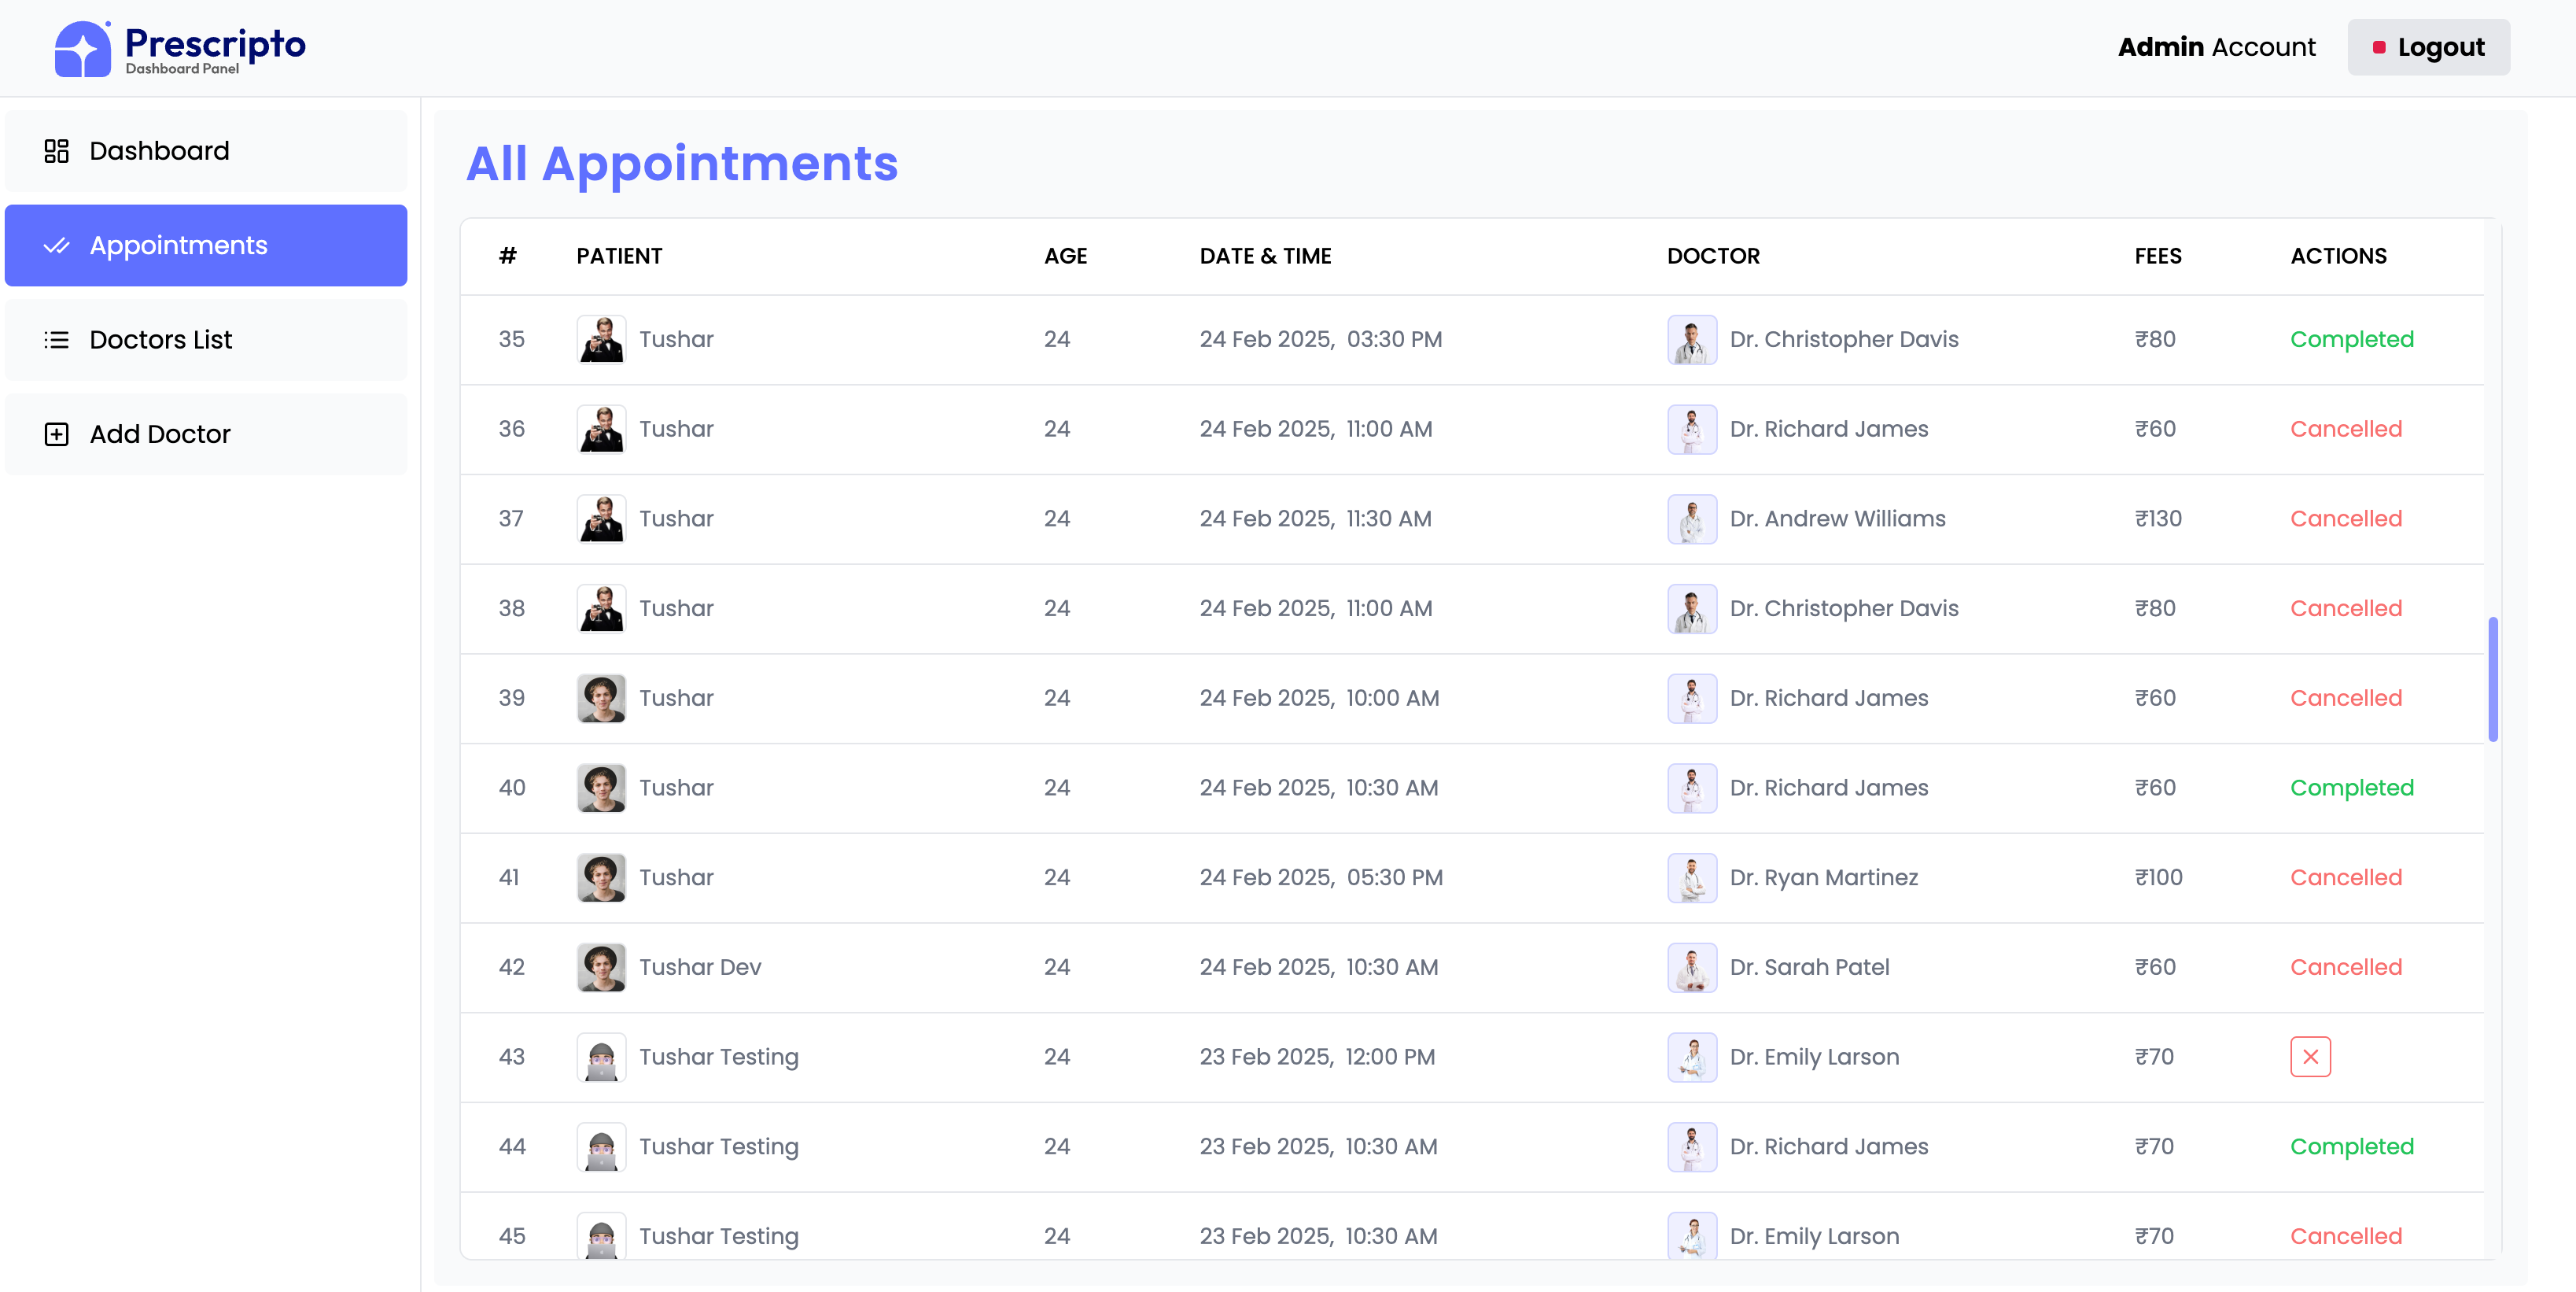 Prescripto
Dashboard Panel
Admin Account Logout
Dashboard
Appointments
Doctors List
Add Doctor
All Appointments
# PATIENT AGE DATE & TIME DOCTOR FEES ACTIONS
35 Tushar 24 24 Feb 2025, 03:30 PM Dr. Christopher Davis ₹80 Completed
36 Tushar 24 24 Feb 2025, 11:00 AM Dr. Richard James ₹60 Cancelled
37 Tushar 24 24 Feb 2025, 11:30 AM Dr. Andrew Williams ₹130 Cancelled
38 Tushar 24 24 Feb 2025, 11:00 AM Dr. Christopher Davis ₹80 Cancelled
39 Tushar 24 24 Feb 2025, 10:00 AM Dr. Richard James ₹60 Cancelled
40 Tushar 24 24 Feb 2025, 10:30 AM Dr. Richard James ₹60 Completed
41 Tushar 24 24 Feb 2025, 05:30 PM Dr. Ryan Martinez ₹100 Cancelled
42 Tushar Dev 24 24 Feb 2025, 10:30 AM Dr. Sarah Patel ₹60 Cancelled
43 Tushar Testing 24 23 Feb 2025, 12:00 PM Dr. Emily Larson ₹70
44 Tushar Testing 24 23 Feb 2025, 10:30 AM Dr. Richard James ₹70 Completed
45 Tushar Testing 24 23 Feb 2025, 10:30 AM Dr. Emily Larson ₹70 Cancelled